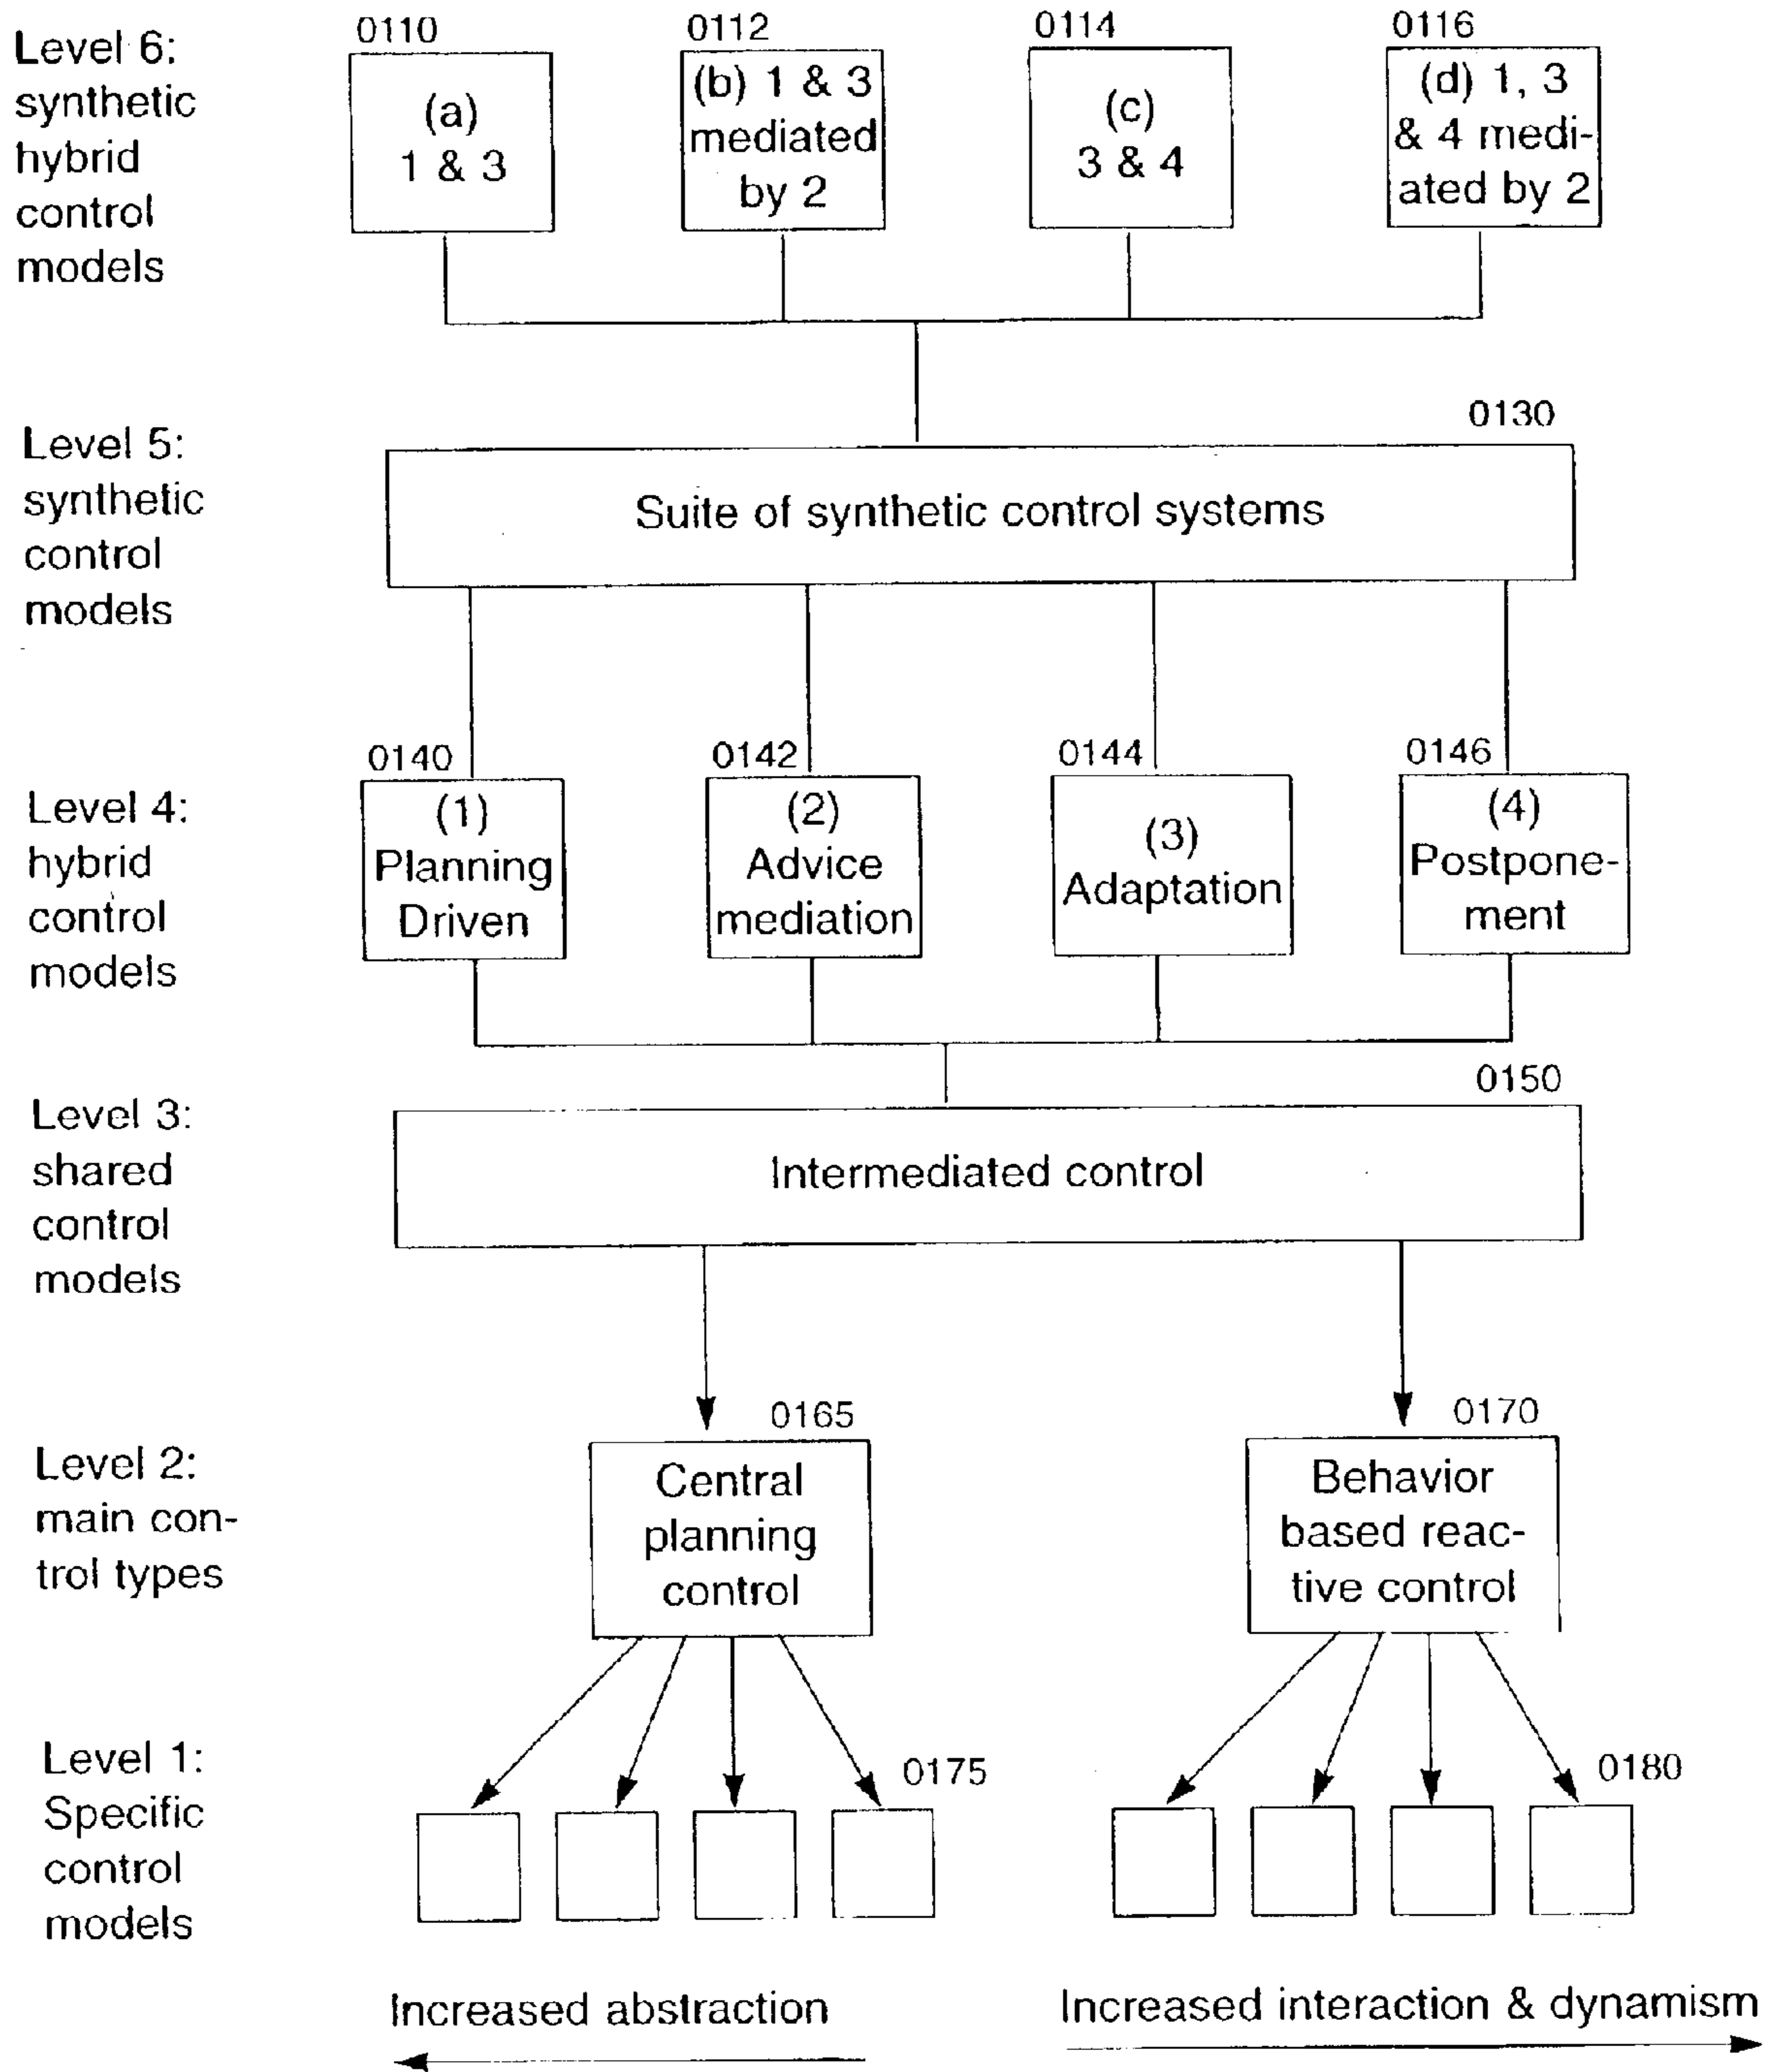 Level 6:
synthetic
hybrid
control
models
0110
(a)
1 & 3
0112
(b) 1 & 3
mediated
by 2
0114
(c)
3 & 4
0116
(d) 1, 3
& 4 medi-
ated by 2
Level 5:
synthetic
control
models
0130
Suite of synthetic control systems
Level 4:
hybrid
control
models
0140
(1)
Planning
Driven
0142
(2)
Advice
mediation
0144
(3)
Adaptation
0146
(4)
Postpone-
ment
Level 3:
shared
control
models
0150
Intermediated control
Level 2:
main con-
trol types
0165
Central
planning
control
0170
Behavior
based reac-
tive control
Level 1:
Specific
control
models
0175
0180
Increased abstraction
Increased interaction & dynamism